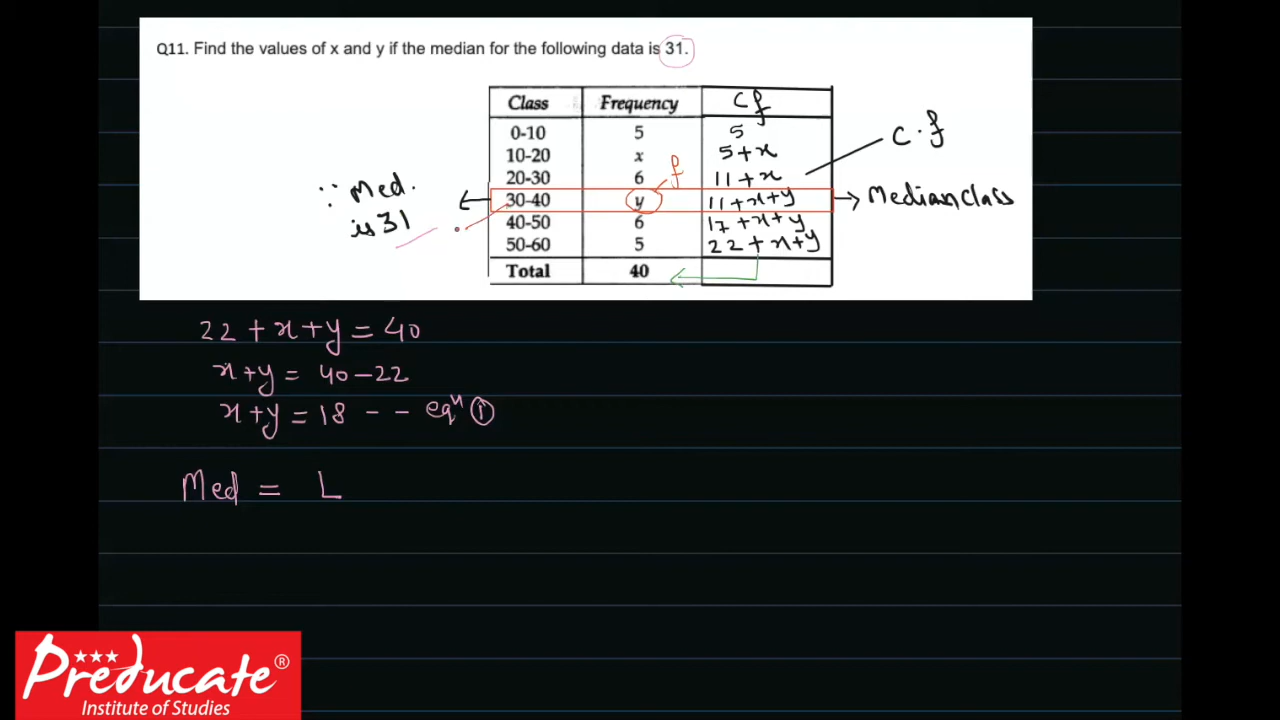 Q11. Find the values of x and y if the median for the following data is 31.
Class Frequency Cf
0-10 5 5
10-20 x 5+x
20-30 6 11+x
30-40 y 11+x+y
40-50 6 17+x+y
50-60 5 22+x+y
Total 40
f
C.f
→ Median class
∵ Med.
is 31
22+x+y=40
x+y= 40-22
x+y=18 -- eqⁿ ①
Med = L
Preducate®
Institute of Studies